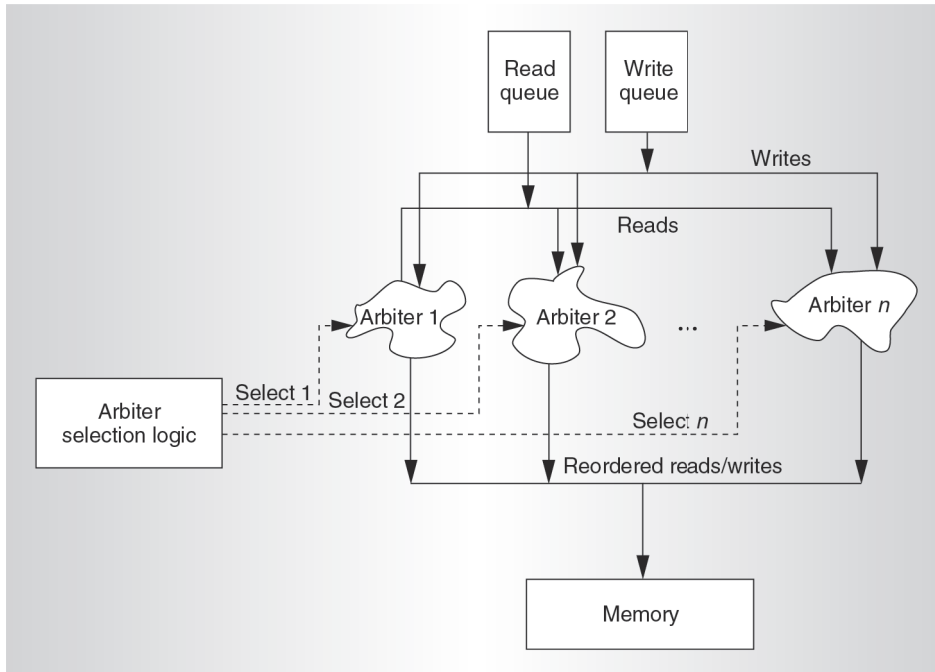 Read
queue
Write
queue
Writes
Reads
Arbiter 1
Arbiter 2
...
Arbiter n
Select 1
Select 2
Select n
Arbiter
selection logic
Reordered reads/writes
Memory